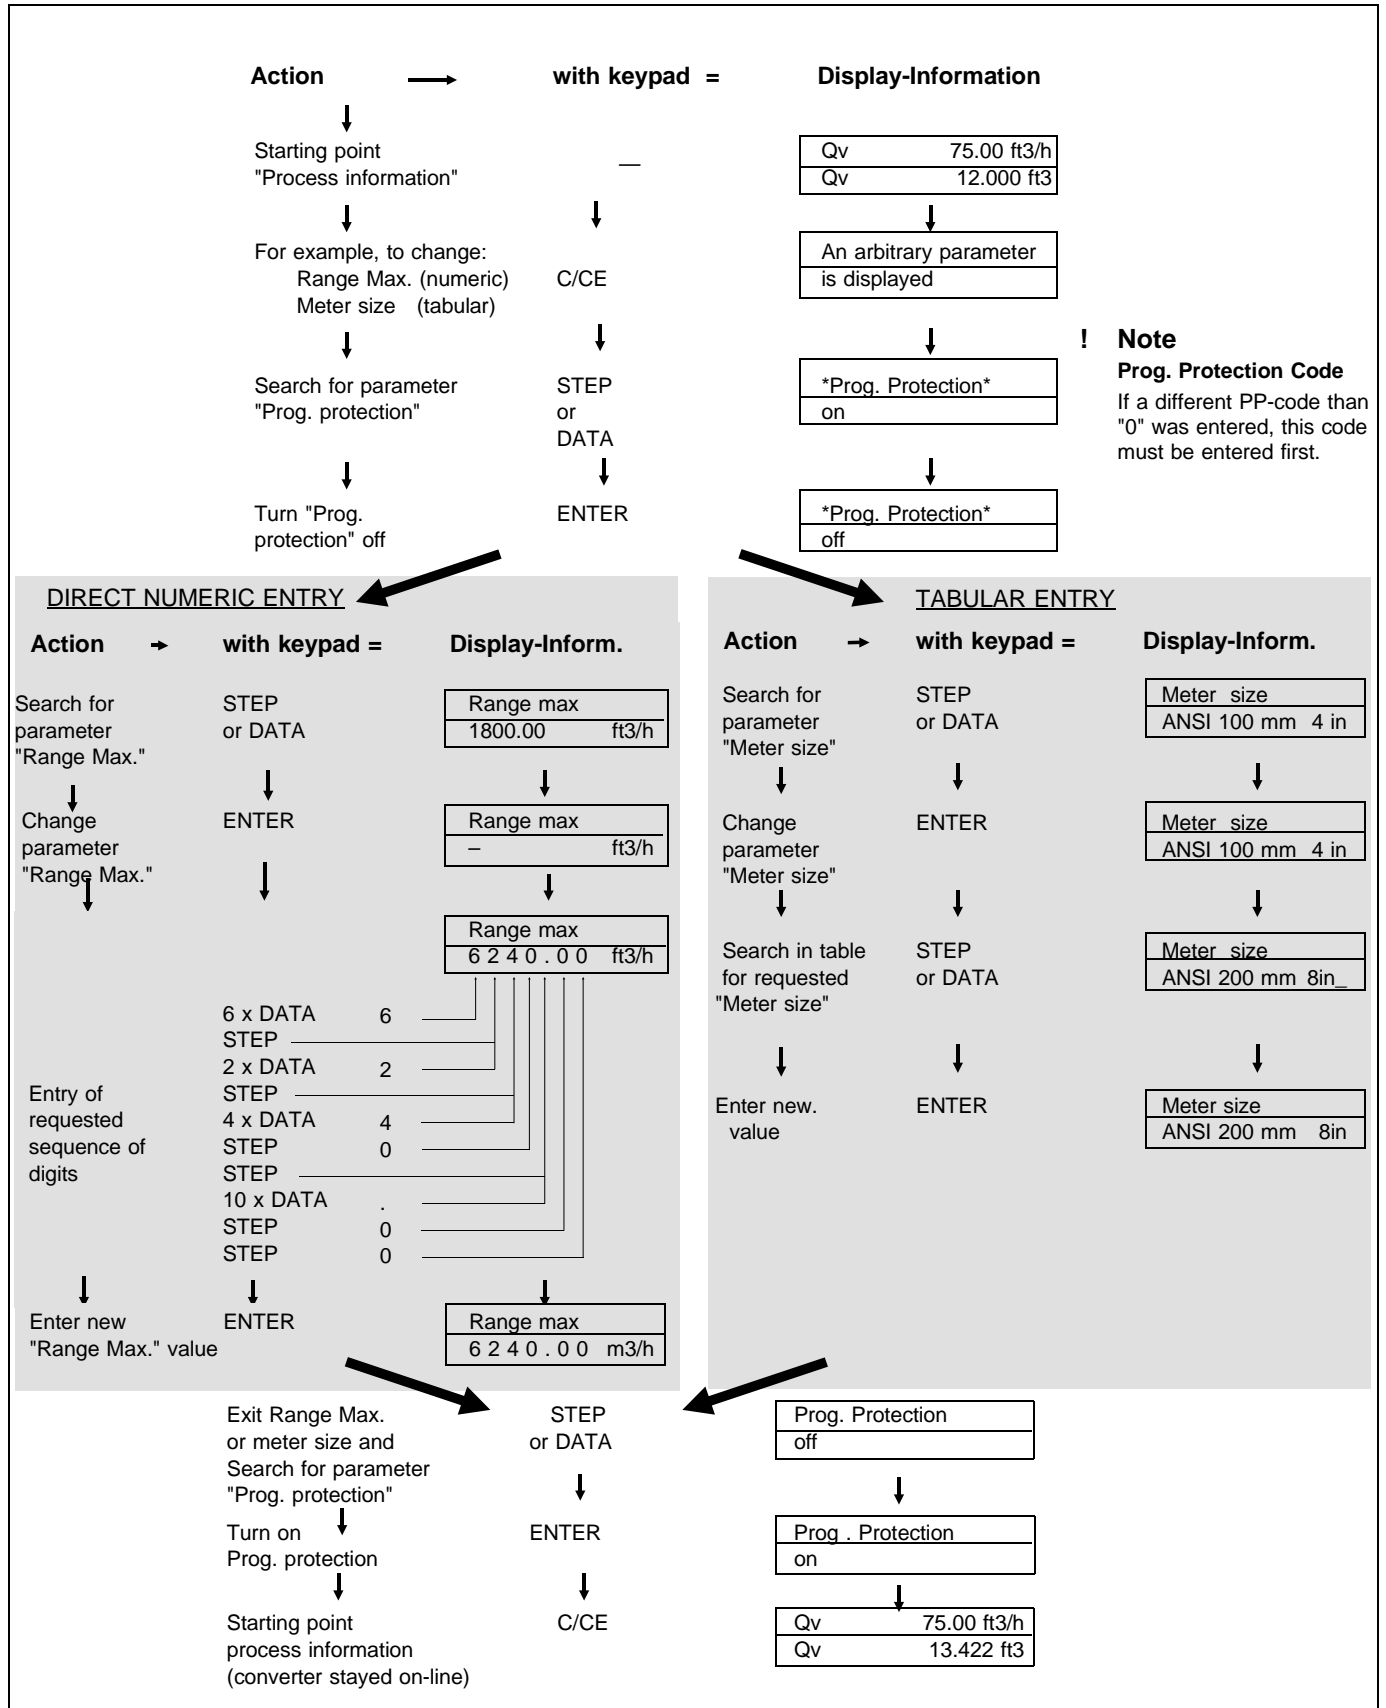 Action with keypad = Display-Information
Starting point
"Process information"
—
Qv 75.00 ft3/h
Qv 12.000 ft3
For example, to change:
Range Max. (numeric)
Meter size (tabular)
C/CE
An arbitrary parameter
is displayed
Search for parameter
"Prog. protection"
STEP
or
DATA
*Prog. Protection*
on
! Note
Prog. Protection Code
If a different PP-code than
"0" was entered, this code
must be entered first.
Turn "Prog.
protection" off
ENTER
*Prog. Protection*
off
DIRECT NUMERIC ENTRY
Action with keypad = Display-Inform.
Search for
parameter
"Range Max."
STEP
or DATA
Range max
1800.00 ft3/h
Change
parameter
"Range Max."
ENTER
Range max
– ft3/h
Range max
6 2 4 0 . 0 0 ft3/h
Entry of
requested
sequence of
digits
6 x DATA 6
STEP
2 x DATA 2
STEP
4 x DATA 4
STEP 0
STEP
10 x DATA .
STEP 0
STEP 0
Enter new
"Range Max." value
ENTER
Range max
6 2 4 0 . 0 0 m3/h
TABULAR ENTRY
Action with keypad = Display-Inform.
Search for
parameter
"Meter size"
STEP
or DATA
Meter size
ANSI 100 mm 4 in
Change
parameter
"Meter size"
ENTER
Meter size
ANSI 100 mm 4 in
Search in table
for requested
"Meter size"
STEP
or DATA
Meter size
ANSI 200 mm 8in_
Enter new.
value
ENTER
Meter size
ANSI 200 mm 8in
Exit Range Max.
or meter size and
Search for parameter
"Prog. protection"
STEP
or DATA
Prog. Protection
off
Turn on
Prog. protection
ENTER
Prog . Protection
on
Starting point
process information
(converter stayed on-line)
C/CE
Qv 75.00 ft3/h
Qv 13.422 ft3